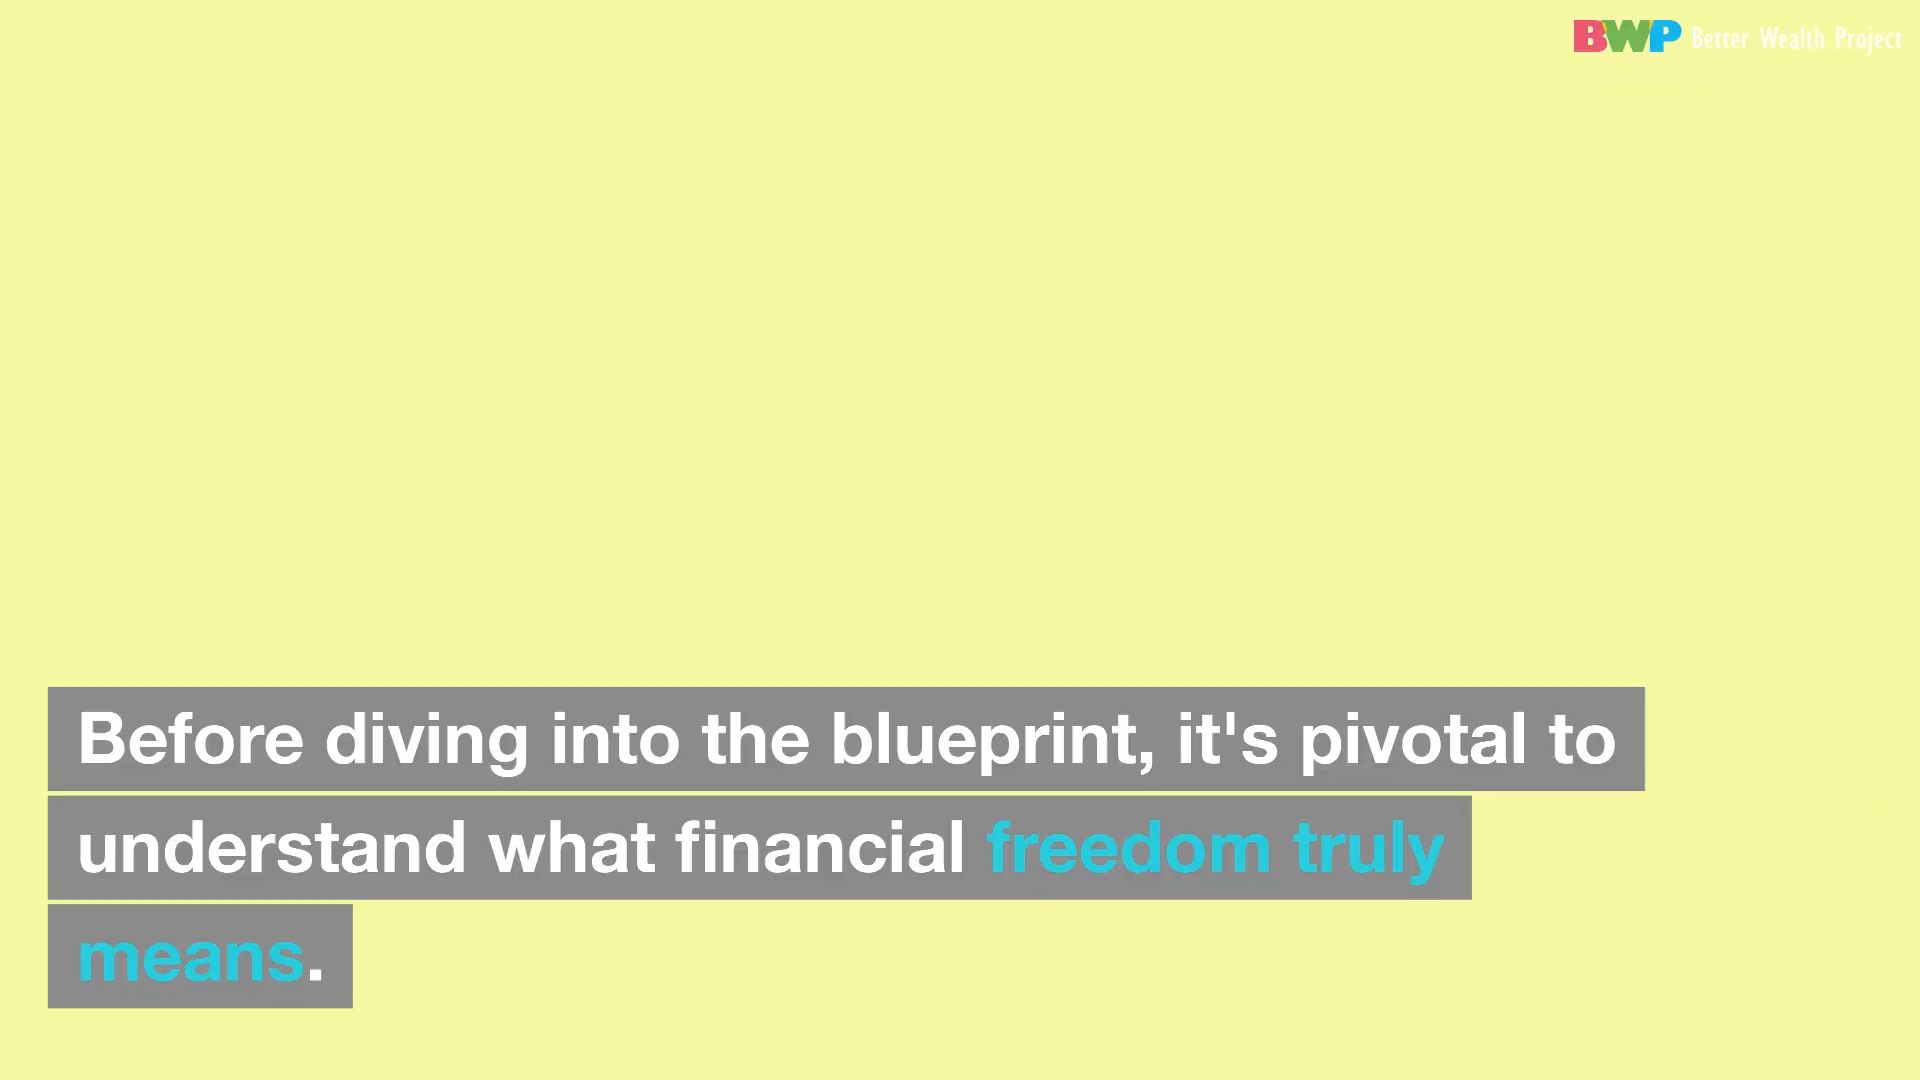 BWP Better Wealth Project
Before diving into the blueprint, it's pivotal to
understand what financial freedom truly
means.